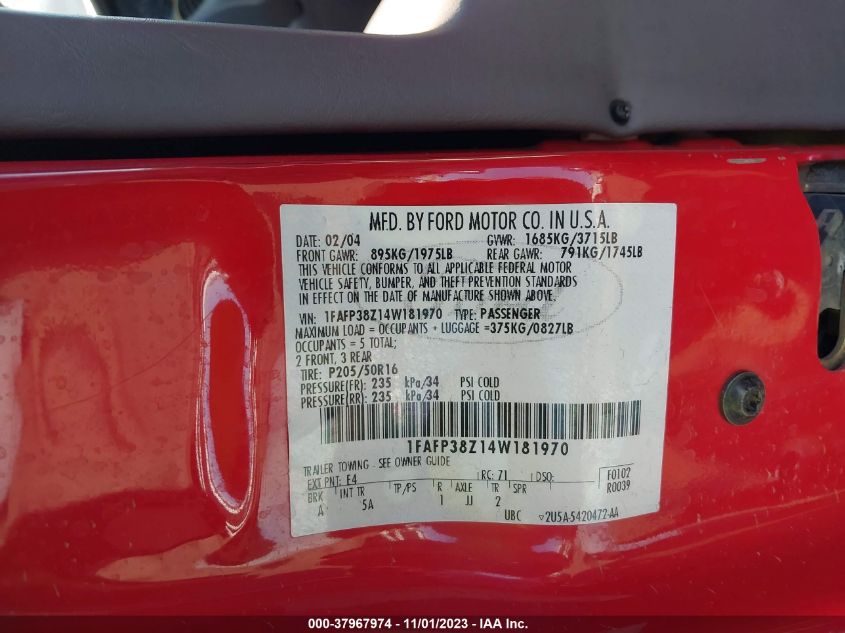 MFD. BY FORD MOTOR CO. IN U.S.A.
DATE: 02/04 GVWR: 1685KG/3715LB
FRONT GAWR: 895KG/1975LB REAR GAWR: 791KG/1745LB
THIS VEHICLE CONFORMS TO ALL APPLICABLE FEDERAL MOTOR
VEHICLE SAFETY, BUMPER, AND THEFT PREVENTION STANDARDS
IN EFFECT ON THE DATE OF MANUFACTURE SHOWN ABOVE.
VIN: 1FAFP38Z14W181970 TYPE: PASSENGER
MAXIMUM LOAD = OCCUPANTS + LUGGAGE =375KG/0827LB
OCCUPANTS = 5 TOTAL;
2 FRONT, 3 REAR
TIRE: P205/50R16
PRESSURE(FR) 235 kPa/34 PSI COLD
PRESSURE(RR) 235 kPa/34 PSI COLD
1FAFP38Z14W181970
TRAILER TOWING - SEE OWNER GUIDE
EXT PNT: E4 RC: 71 DSO: F0102
BRK INT TR TP/PS R AXLE TR SPR R0039
A 5A 1 JJ 2
UBC ▽2U5A-5420472-AA
000-37967974 - 11/01/2023 - IAA Inc.